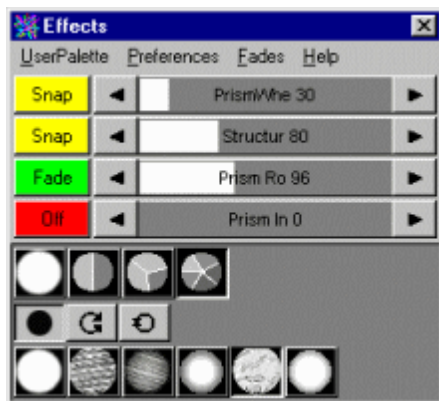 Effects
UserPalette Preferences Fades Help
Snap PrismWhe 30
Snap Structur 80
Fade Prism Ro 96
Off Prism In 0